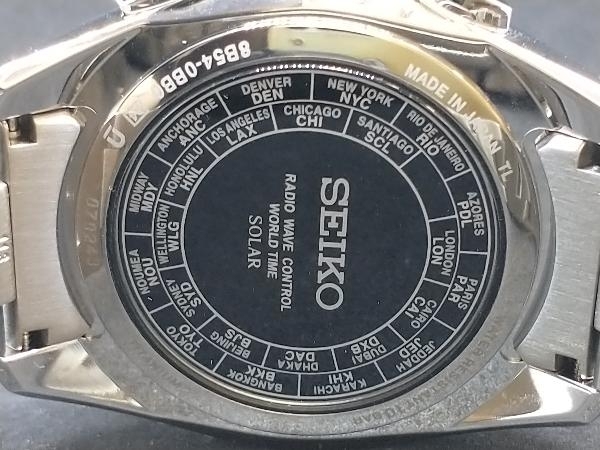 8B54-0BB
MADE IN JAPAN TL
SEIKO
RADIO WAVE CONTROL
WORLD TIME
SOLAR
NEW YORK
NYC
RIO DE JANEIRO
RIO
AZORES
PDL
PARIS
PAR
JEDDAH
JED
KARACHI
KHI
BANGKOK
BKK
TOKYO
TYO
NOUMEA
NOU
MIDWAY
MDY
ANCHORAGE
ANC
DENVER
DEN
CHICAGO
CHI
SANTIAGO
SCL
LONDON
LON
CAIRO
CAI
DUBAI
DXB
DHAKA
DAC
BEIJING
BJS
SYDNEY
SYD
WELLINGTON
WLG
HONOLULU
HNL
LOS ANGELES
LAX